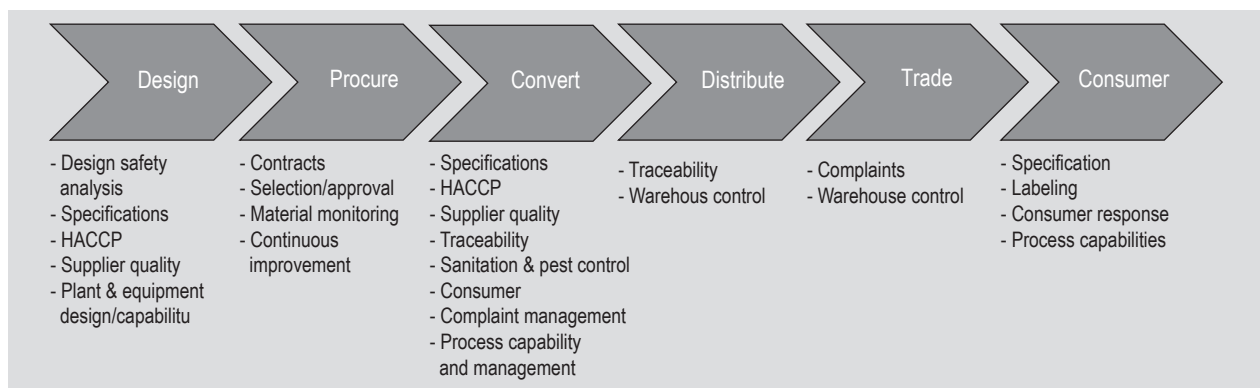 Design
Procure
Convert
Distribute
Trade
Consumer
- Design safety
analysis
- Specifications
- HACCP
- Supplier quality
- Plant & equipment
design/capabilitu
- Contracts
- Selection/approval
- Material monitoring
- Continuous
improvement
- Specifications
- HACCP
- Supplier quality
- Traceability
- Sanitation & pest control
- Consumer
- Complaint management
- Process capability
and management
- Traceability
- Warehous control
- Complaints
- Warehouse control
- Specification
- Labeling
- Consumer response
- Process capabilities